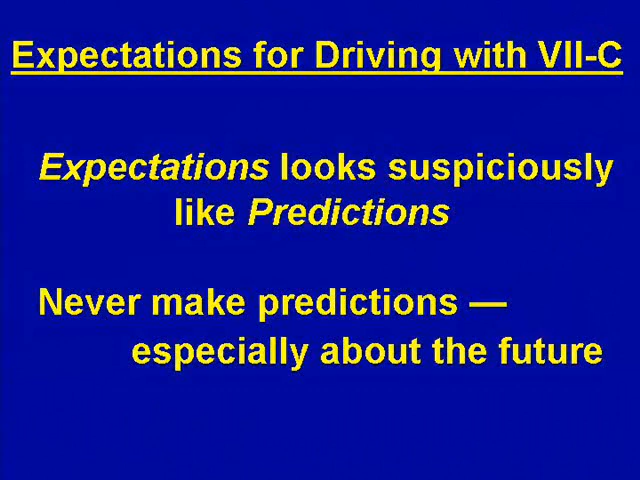 Expectations for Driving with VII-C
Expectations looks suspiciously
like Predictions
Never make predictions —
especially about the future